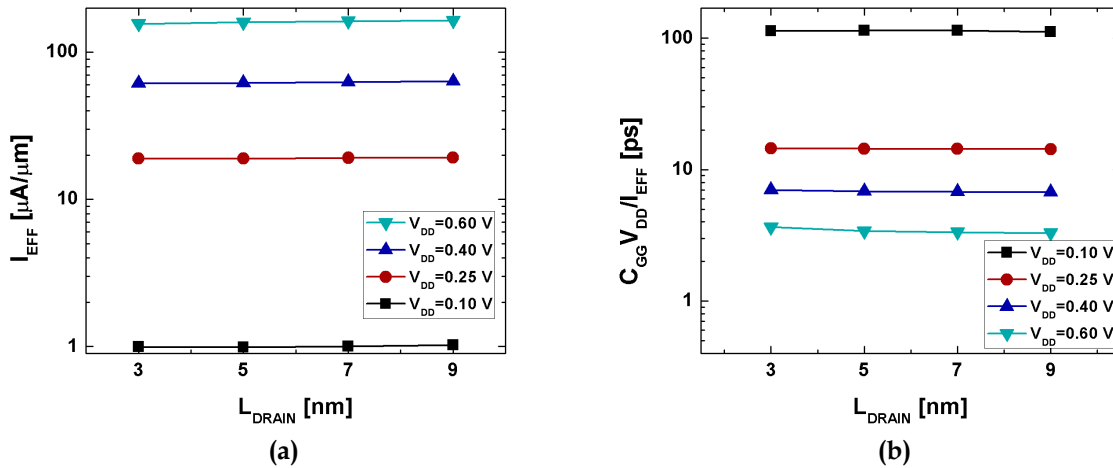 100
10
1
I_EFF [µA/µm]
V_DD=0.60 V
V_DD=0.40 V
V_DD=0.25 V
V_DD=0.10 V
3 5 7 9
L_DRAIN [nm]
(a)
100
10
1
C_GG V_DD/I_EFF [ps]
V_DD=0.10 V
V_DD=0.25 V
V_DD=0.40 V
V_DD=0.60 V
3 5 7 9
L_DRAIN [nm]
(b)